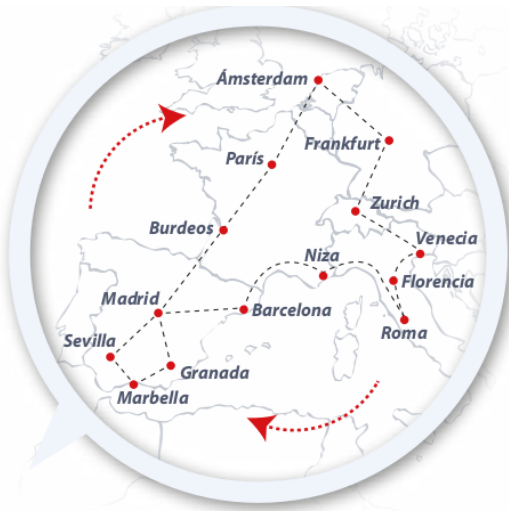 Ámsterdam
Frankfurt
París
Zurich
Burdeos
Venecia
Niza
Florencia
Madrid
Barcelona
Roma
Sevilla
Granada
Marbella